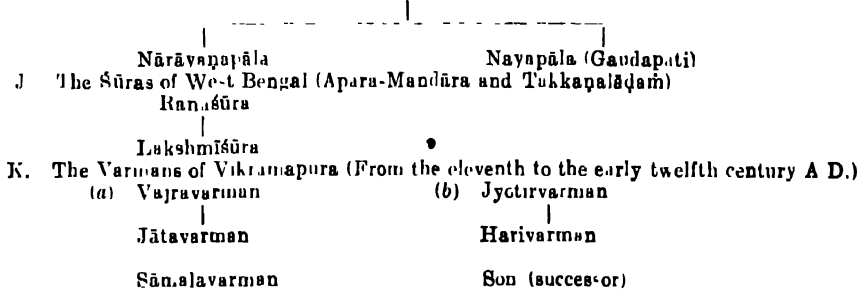 Nārāyaṇapāla Nayapāla (Gauḍapati)
J The Śūras of West Bengal (Apara-Mandāra and Takkaṇalāḍaṁ)
Raṇaśūra
Lakshmīśūra
K. The Varmans of Vikramapura (From the eleventh to the early twelfth century A D.)
(a) Vajravarman (b) Jyotirvarman
Jātavarman Harivarman
Sāmalavarman Son (successor)